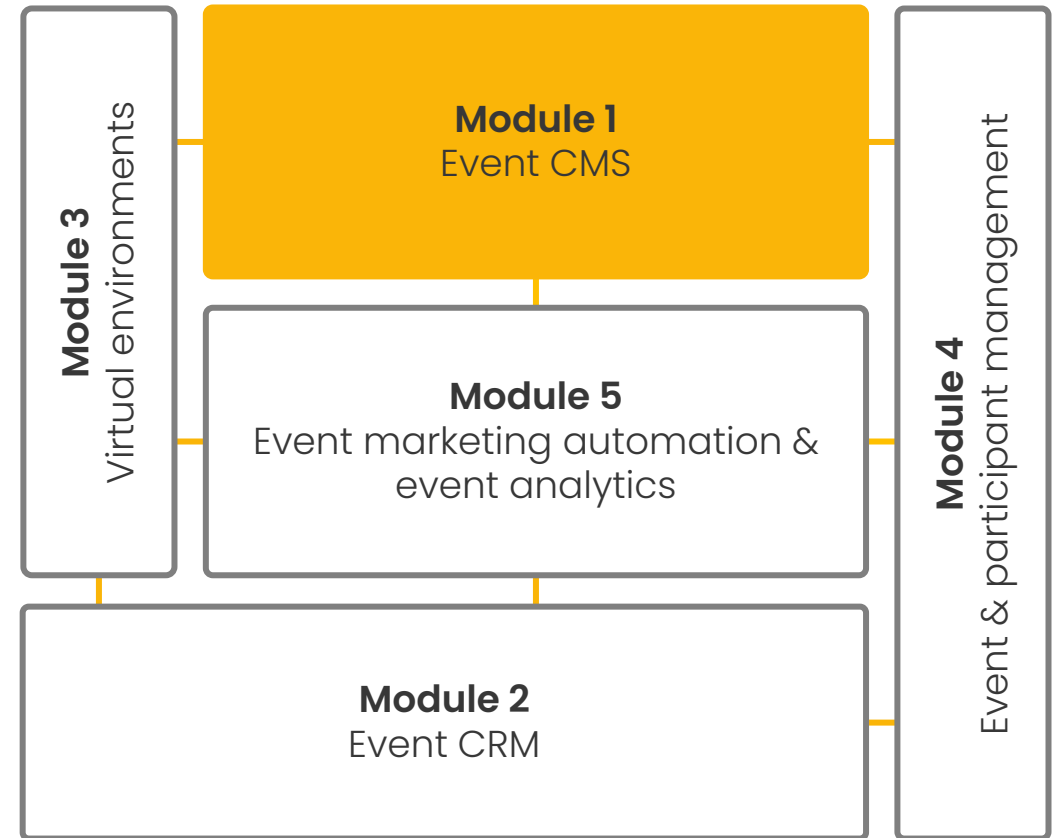 Module 3
Virtual environments
Module 1
Event CMS
Module 5
Event marketing automation &
event analytics
Module 4
Event & participant management
Module 2
Event CRM